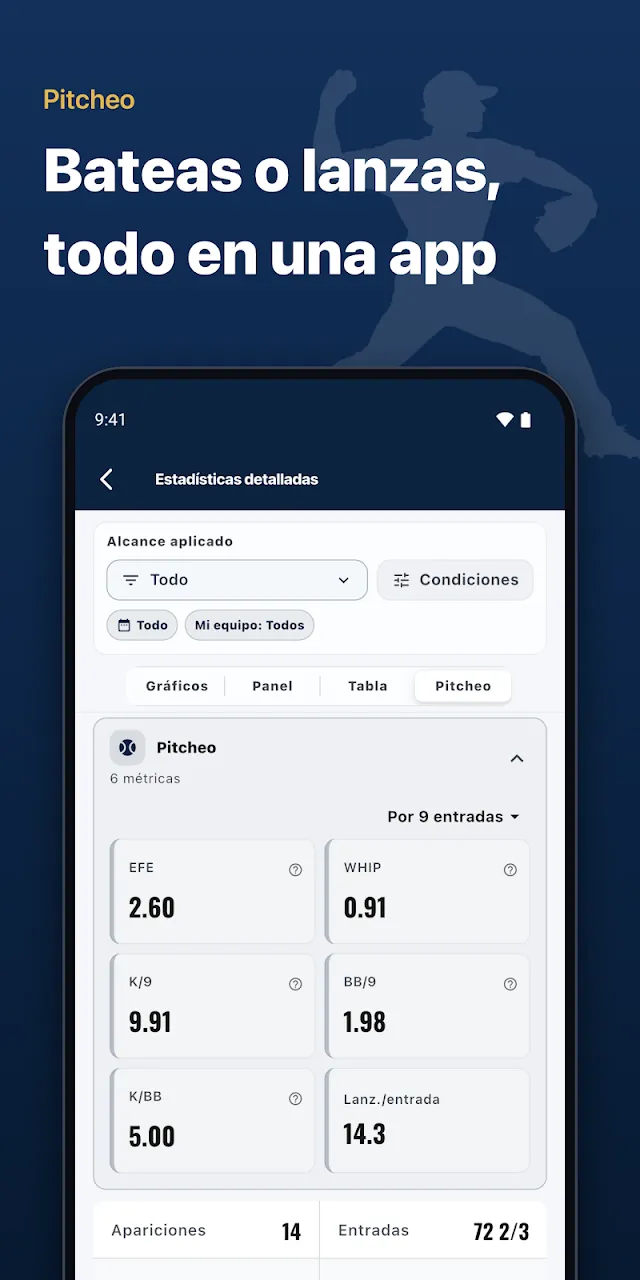 Pitcheo
Bateas o lanzas,
todo en una app
9:41
Estadísticas detalladas
Alcance aplicado
Todo
Condiciones
Todo
Mi equipo: Todos
Gráficos
Panel
Tabla
Pitcheo
Pitcheo
6 métricas
Por 9 entradas
EFE
2.60
WHIP
0.91
K/9
9.91
BB/9
1.98
K/BB
5.00
Lanz./entrada
14.3
Apariciones
14
Entradas
72 2/3